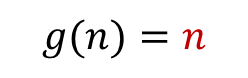 g(n) = n